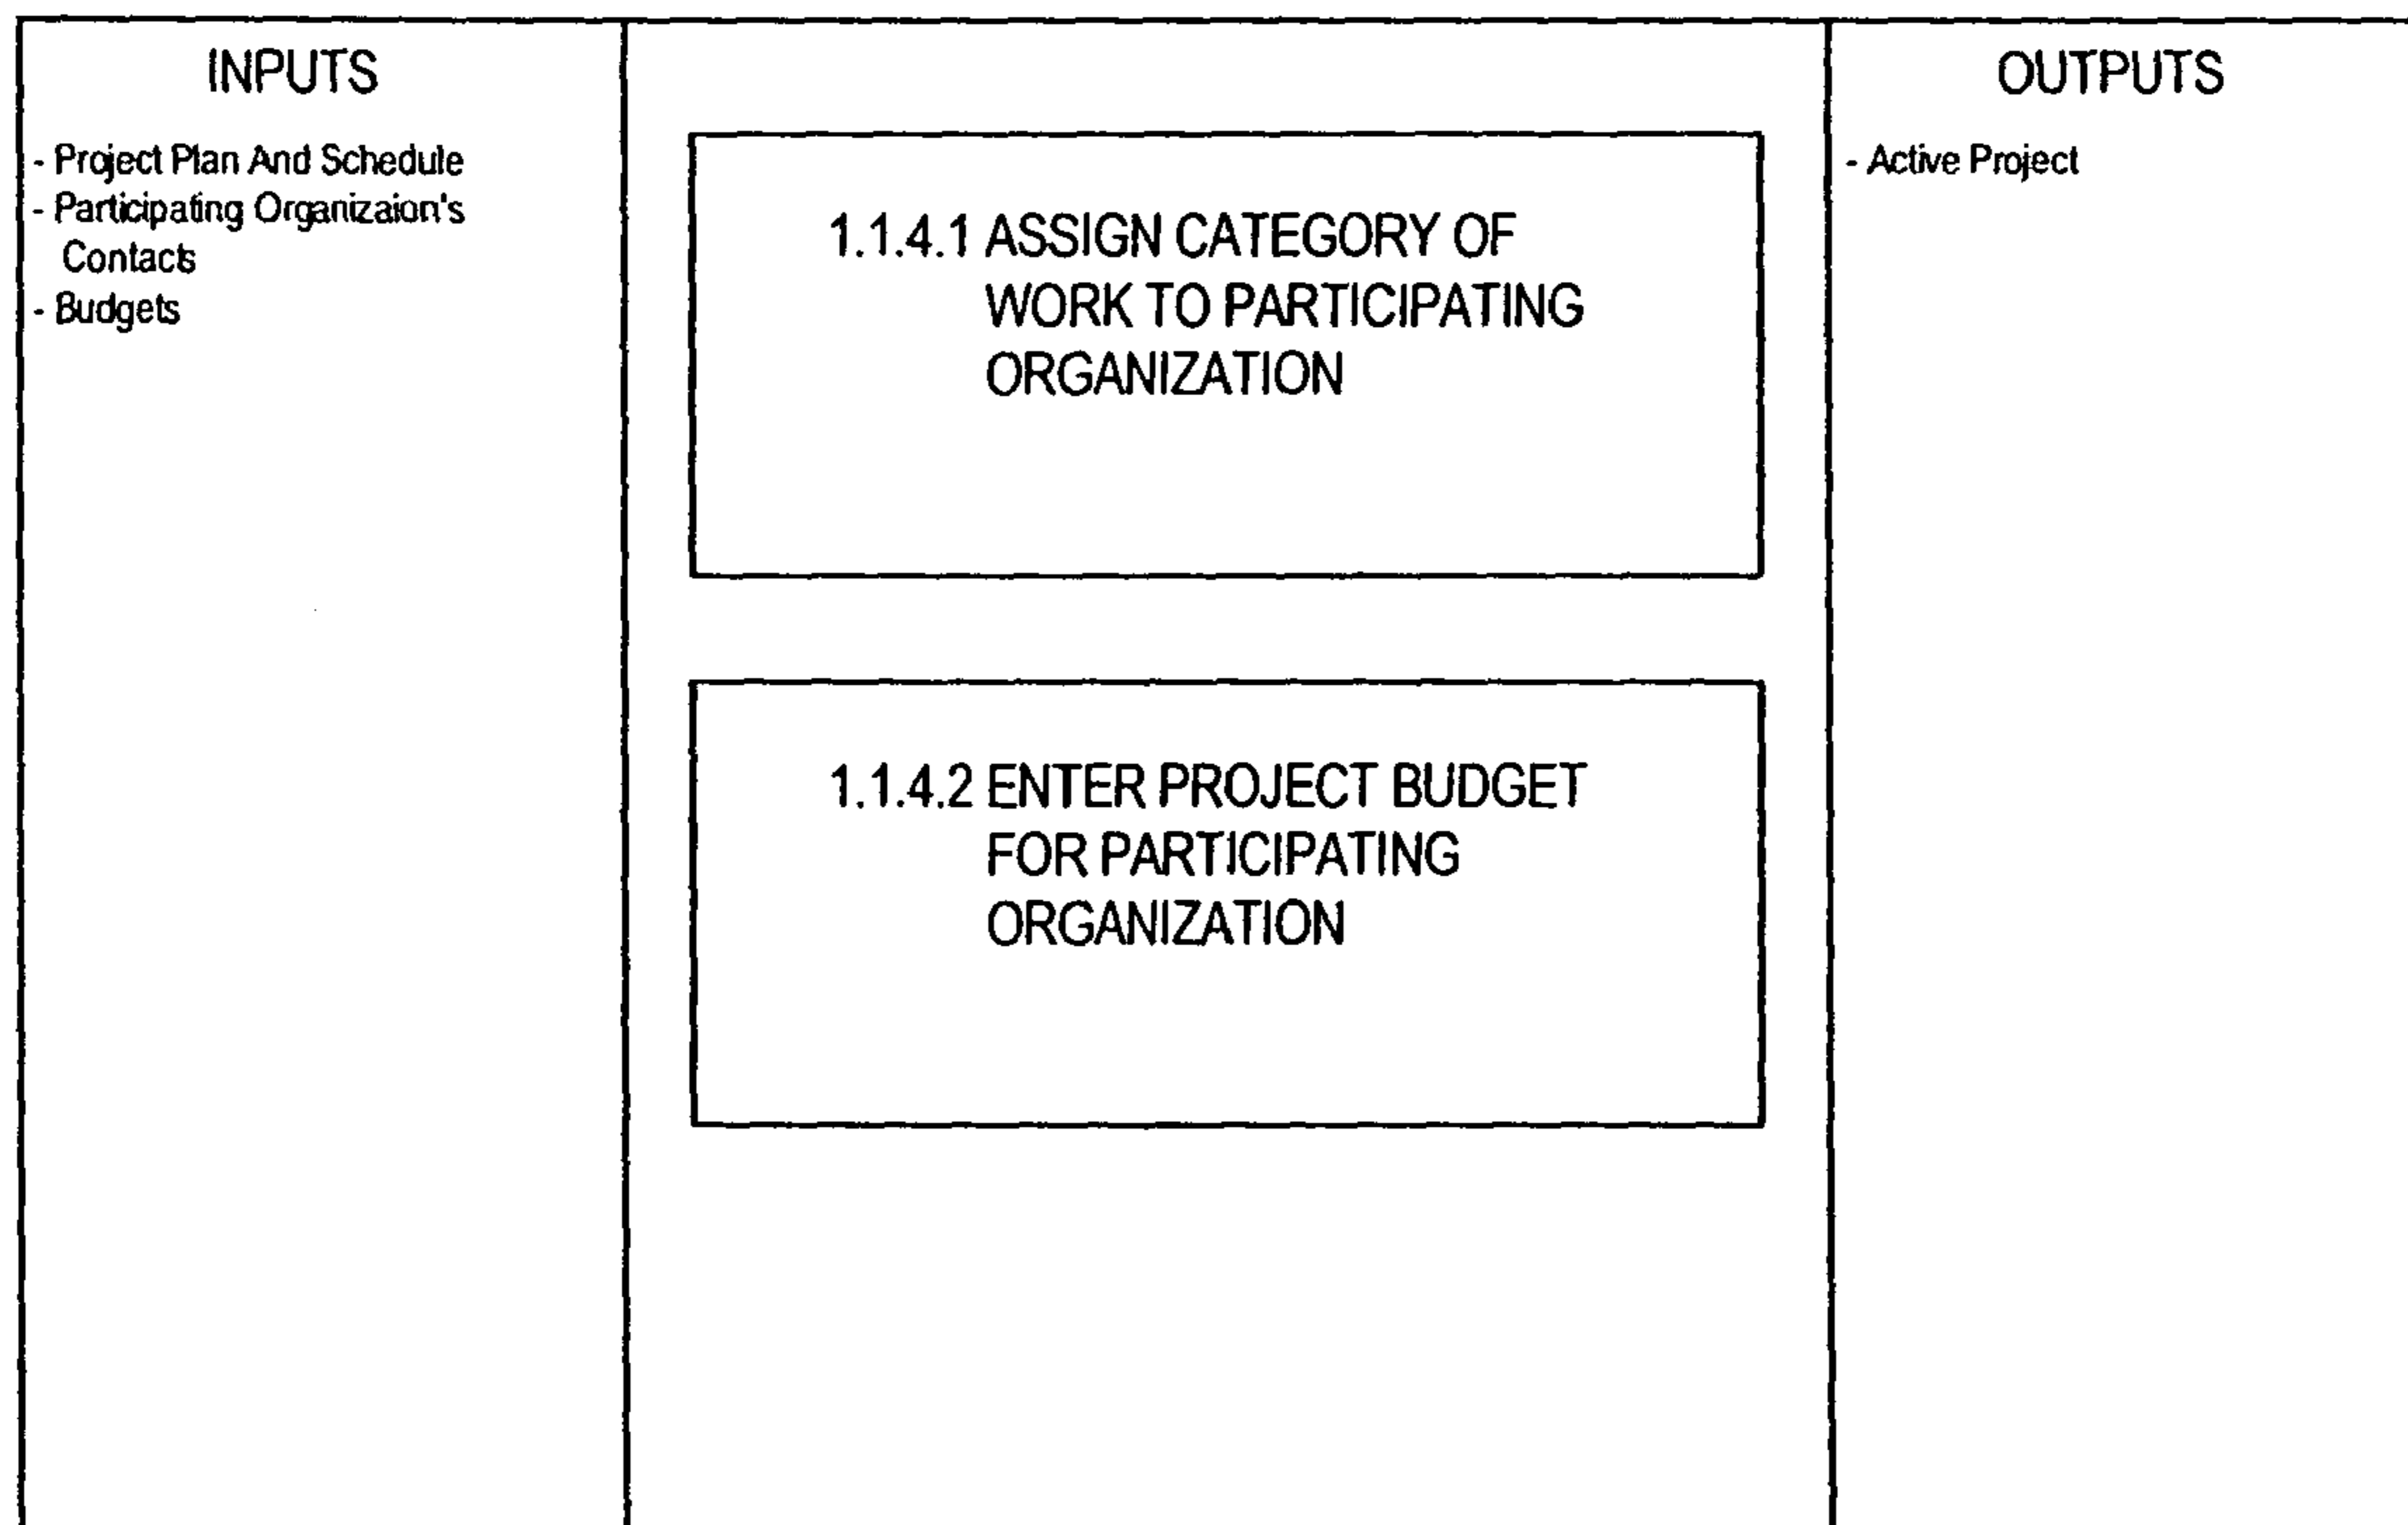 INPUTS
- Project Plan And Schedule
- Participating Organizaion's
Contacts
- Budgets
1.1.4.1 ASSIGN CATEGORY OF
WORK TO PARTICIPATING
ORGANIZATION
1.1.4.2 ENTER PROJECT BUDGET
FOR PARTICIPATING
ORGANIZATION
OUTPUTS
- Active Project